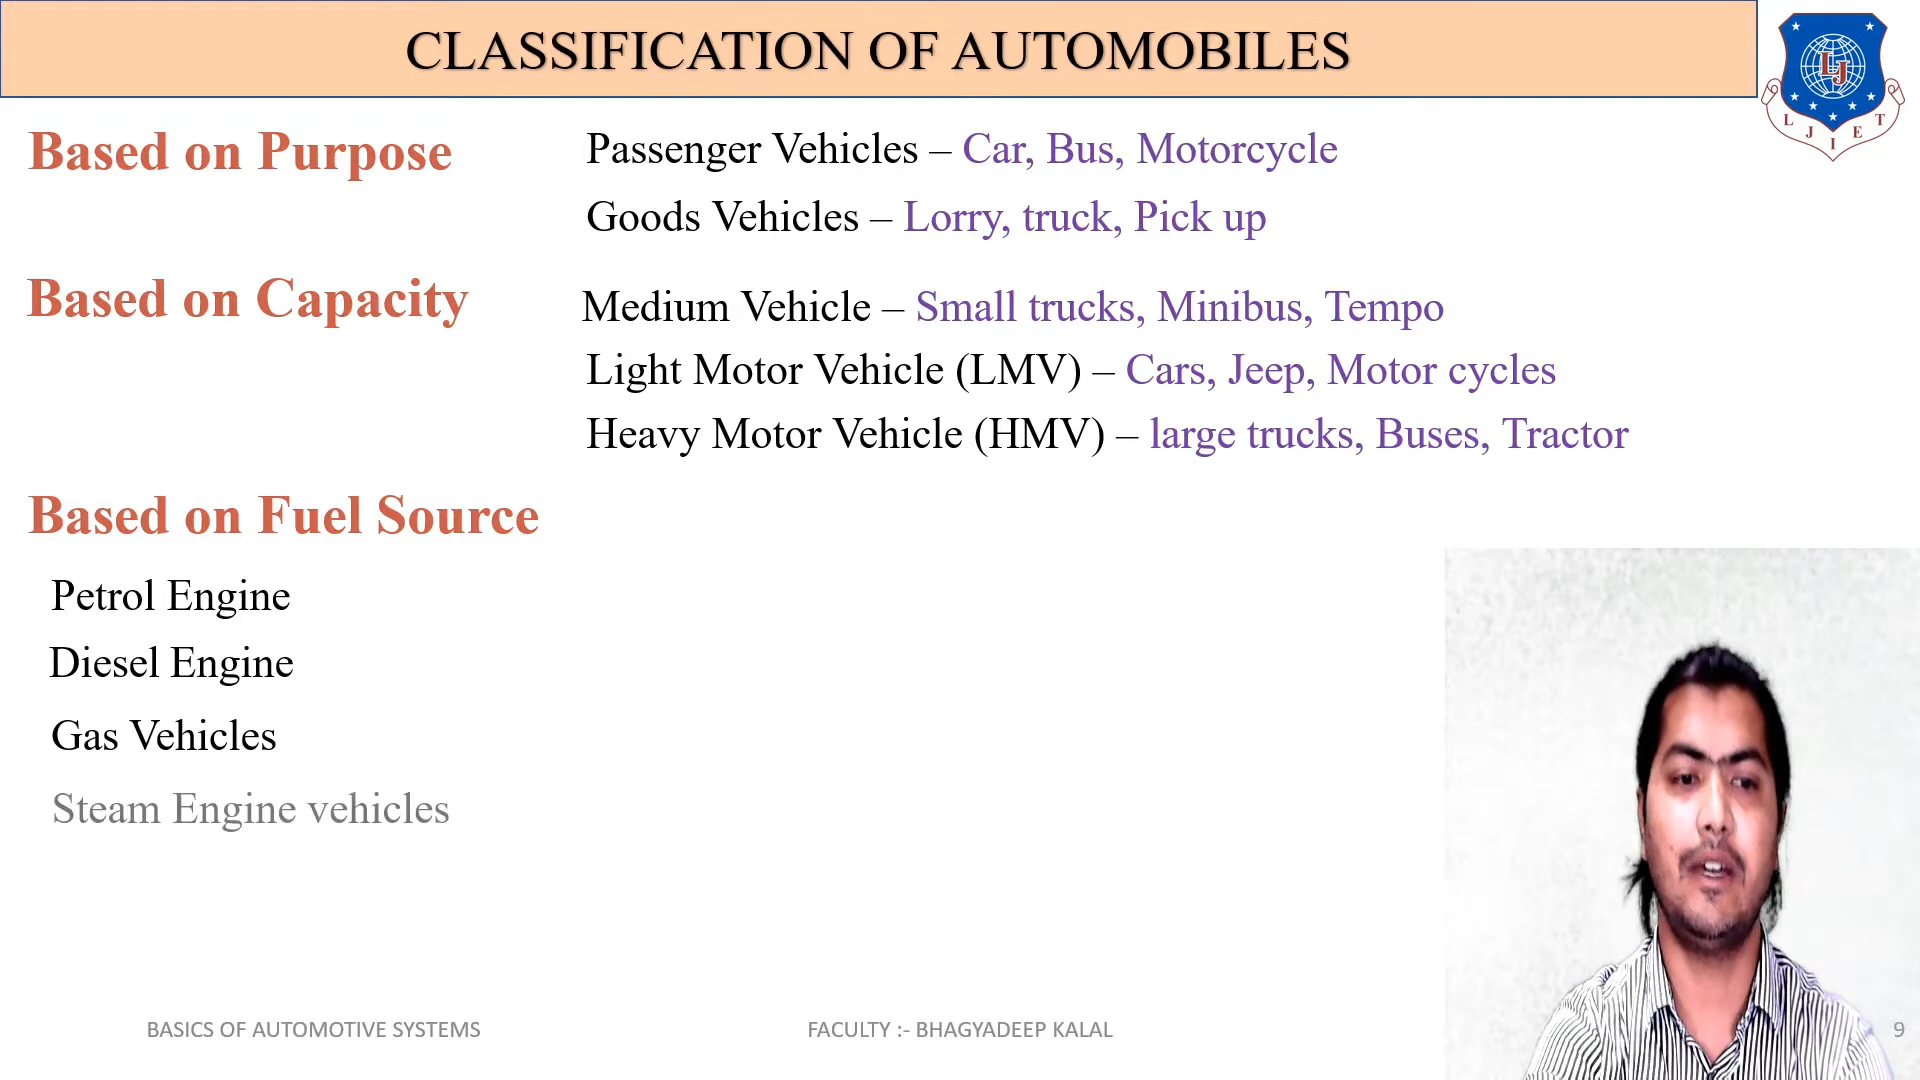 CLASSIFICATION OF AUTOMOBILES
LJ
L J I E T
Based on Purpose
Passenger Vehicles – Car, Bus, Motorcycle
Goods Vehicles – Lorry, truck, Pick up
Based on Capacity
Medium Vehicle – Small trucks, Minibus, Tempo
Light Motor Vehicle (LMV) – Cars, Jeep, Motor cycles
Heavy Motor Vehicle (HMV) – large trucks, Buses, Tractor
Based on Fuel Source
Petrol Engine
Diesel Engine
Gas Vehicles
Steam Engine vehicles
BASICS OF AUTOMOTIVE SYSTEMS
FACULTY :- BHAGYADEEP KALAL
9